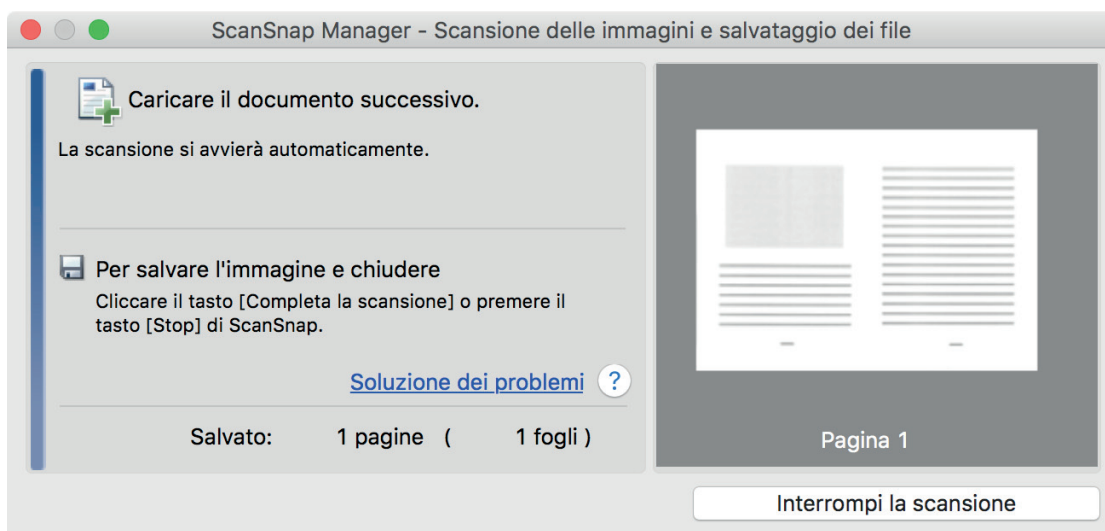 ScanSnap Manager - Scansione delle immagini e salvataggio dei file
Caricare il documento successivo.
La scansione si avvierà automaticamente.
Per salvare l'immagine e chiudere
Cliccare il tasto [Completa la scansione] o premere il
tasto [Stop] di ScanSnap.
Soluzione dei problemi ?
Salvato: 1 pagine ( 1 fogli )
Pagina 1
Interrompi la scansione